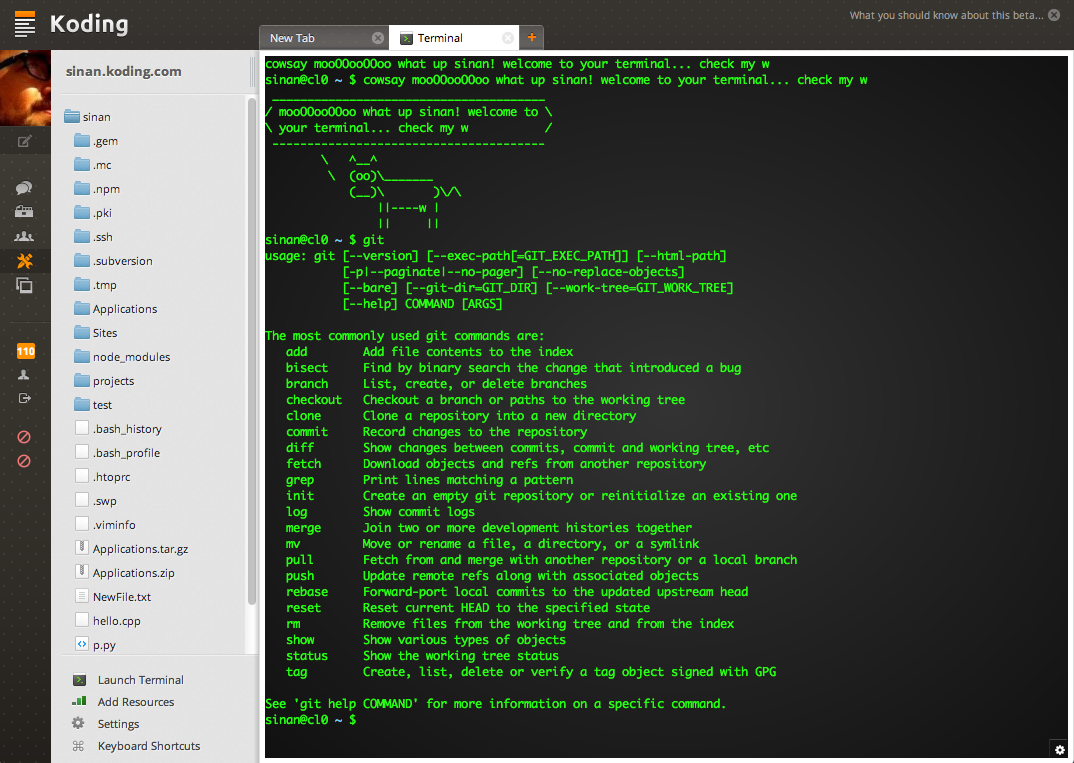 Koding
What you should know about this beta...
New Tab
Terminal
sinan.koding.com
sinan
.gem
.mc
.npm
.pki
.ssh
.subversion
.tmp
Applications
Sites
node_modules
projects
test
.bash_history
.bash_profile
.htoprc
.swp
.viminfo
Applications.tar.gz
Applications.zip
NewFile.txt
hello.cpp
p.py
110
Launch Terminal
Add Resources
Settings
Keyboard Shortcuts
cowsay mooOOooOOoo what up sinan! welcome to your terminal... check my w
sinan@cl0 ~ $ cowsay mooOOooOOoo what up sinan! welcome to your terminal... check my w
 _______________________________________
/ mooOOooOOoo what up sinan! welcome to \
\ your terminal... check my w           /
 ---------------------------------------
        \   ^__^
         \  (oo)\_______
            (__)\       )\/\
                ||----w |
                ||     ||
sinan@cl0 ~ $ git
usage: git [--version] [--exec-path[=GIT_EXEC_PATH]] [--html-path]
           [-p|--paginate|--no-pager] [--no-replace-objects]
           [--bare] [--git-dir=GIT_DIR] [--work-tree=GIT_WORK_TREE]
           [--help] COMMAND [ARGS]
The most commonly used git commands are:
   add        Add file contents to the index
   bisect     Find by binary search the change that introduced a bug
   branch     List, create, or delete branches
   checkout   Checkout a branch or paths to the working tree
   clone      Clone a repository into a new directory
   commit     Record changes to the repository
   diff       Show changes between commits, commit and working tree, etc
   fetch      Download objects and refs from another repository
   grep       Print lines matching a pattern
   init       Create an empty git repository or reinitialize an existing one
   log        Show commit logs
   merge      Join two or more development histories together
   mv         Move or rename a file, a directory, or a symlink
   pull       Fetch from and merge with another repository or a local branch
   push       Update remote refs along with associated objects
   rebase     Forward-port local commits to the updated upstream head
   reset      Reset current HEAD to the specified state
   rm         Remove files from the working tree and from the index
   show       Show various types of objects
   status     Show the working tree status
   tag        Create, list, delete or verify a tag object signed with GPG
See 'git help COMMAND' for more information on a specific command.
sinan@cl0 ~ $